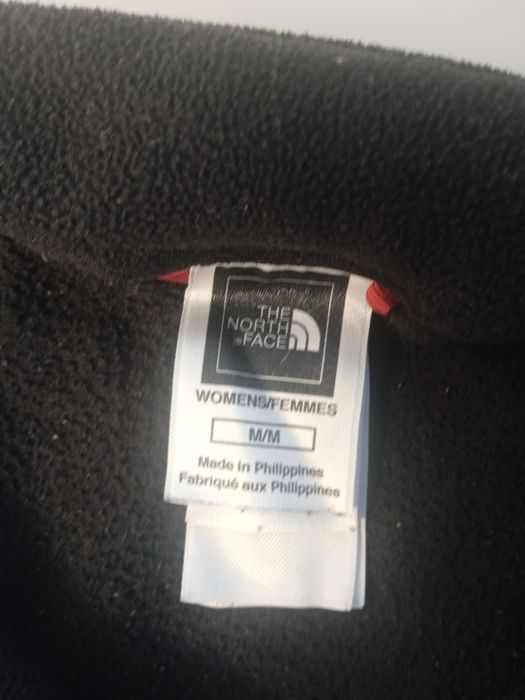 THE
NORTH
FACE
WOMENS/FEMMES
M/M
Made in Philippines
Fabriqué aux Philippines